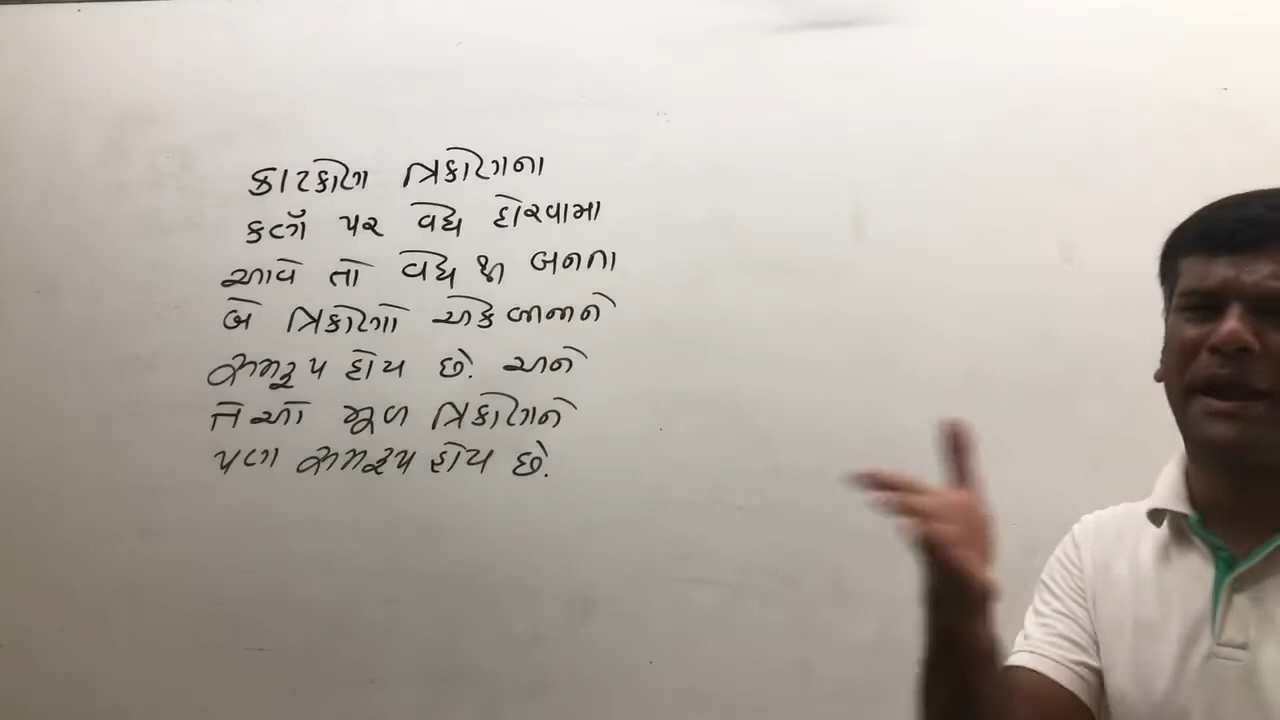 કાટકોણ ત્રિકોણના
કર્ણ પર વેધ દોરવામા
આવે તો વેધ થી બનતા
બે ત્રિકોણો એકબીજાને
સમરૂપ હોય છે. અને
તેઓ મૂળ ત્રિકોણને
પણ સમરૂપ હોય છે.